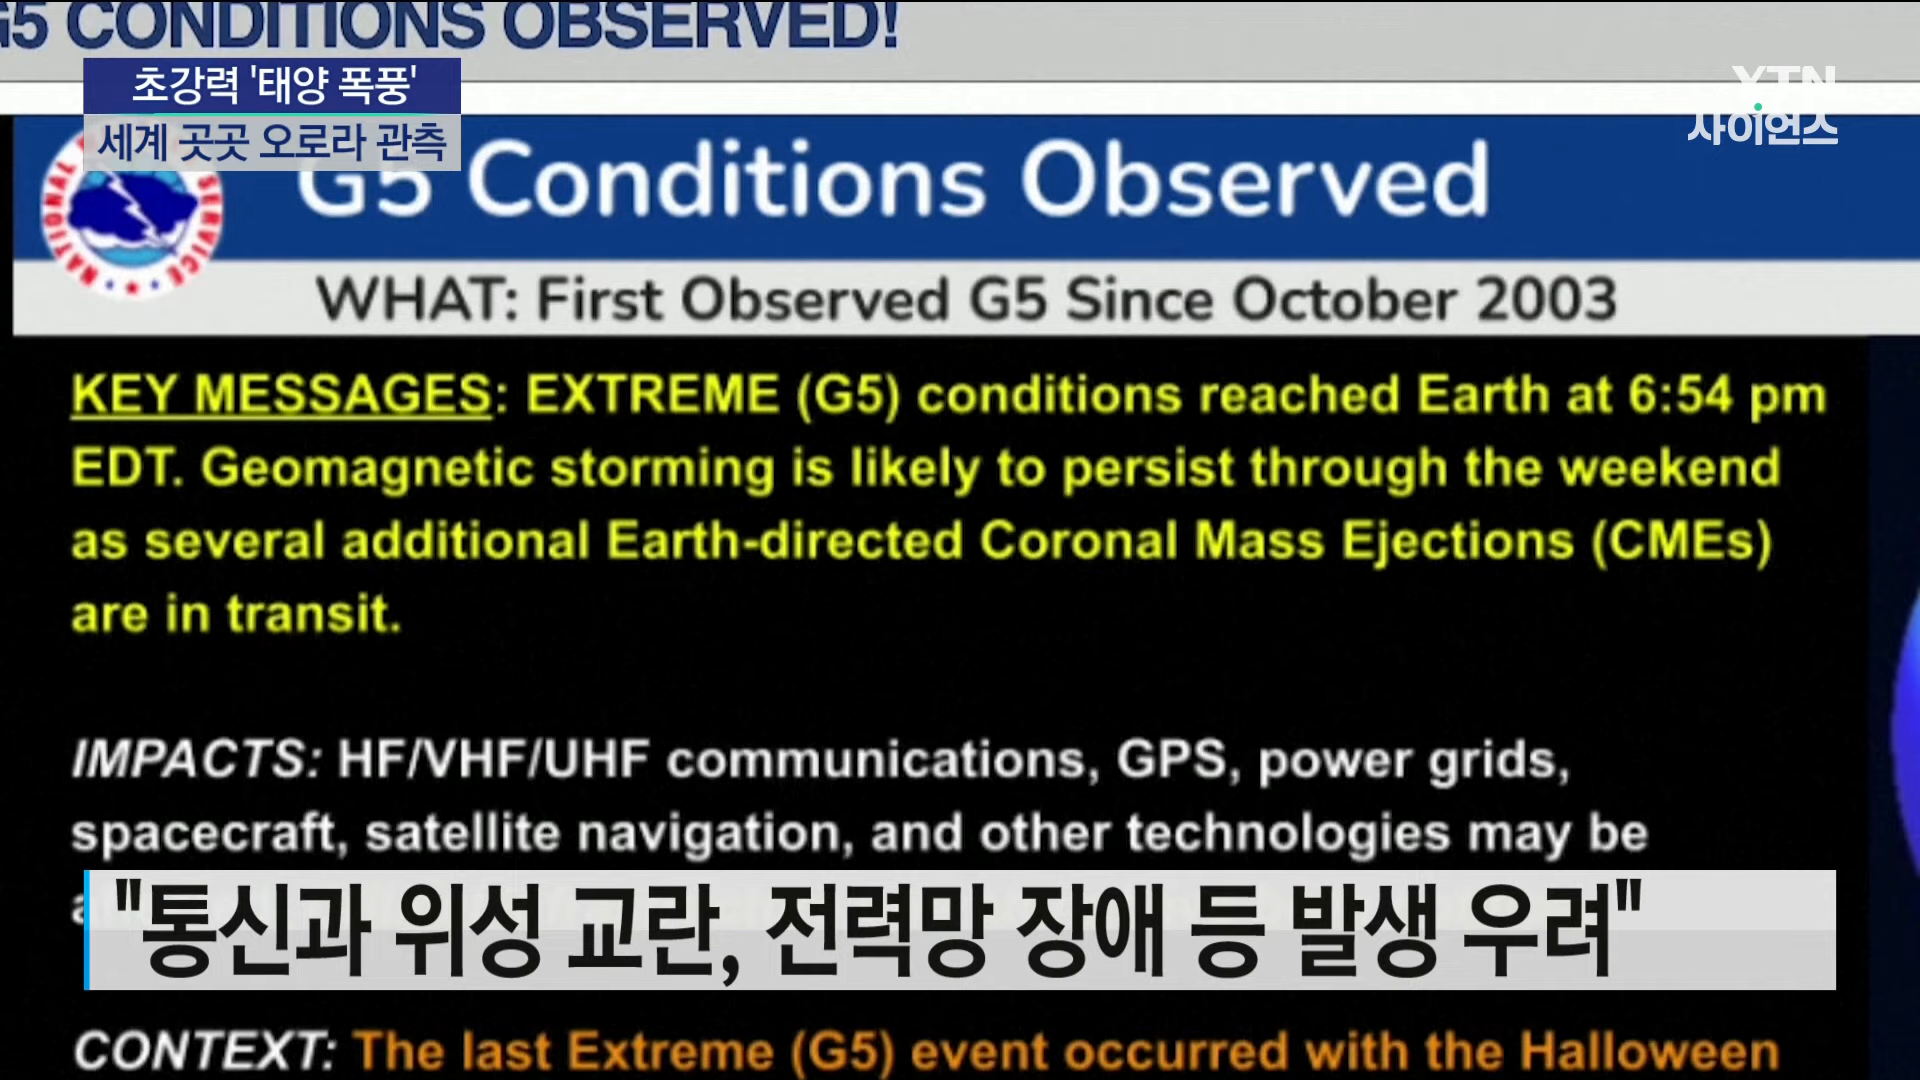 G5 CONDITIONS OBSERVED!
초강력 '태양 폭풍'
세계 곳곳 오로라 관측
YTN
사이언스
NATIONAL SERVICE
G5 Conditions Observed
WHAT: First Observed G5 Since October 2003
KEY MESSAGES: EXTREME (G5) conditions reached Earth at 6:54 pm
EDT. Geomagnetic storming is likely to persist through the weekend
as several additional Earth-directed Coronal Mass Ejections (CMEs)
are in transit.
IMPACTS: HF/VHF/UHF communications, GPS, power grids,
spacecraft, satellite navigation, and other technologies may be
"통신과 위성 교란, 전력망 장애 등 발생 우려"
CONTEXT: The last Extreme (G5) event occurred with the Halloween